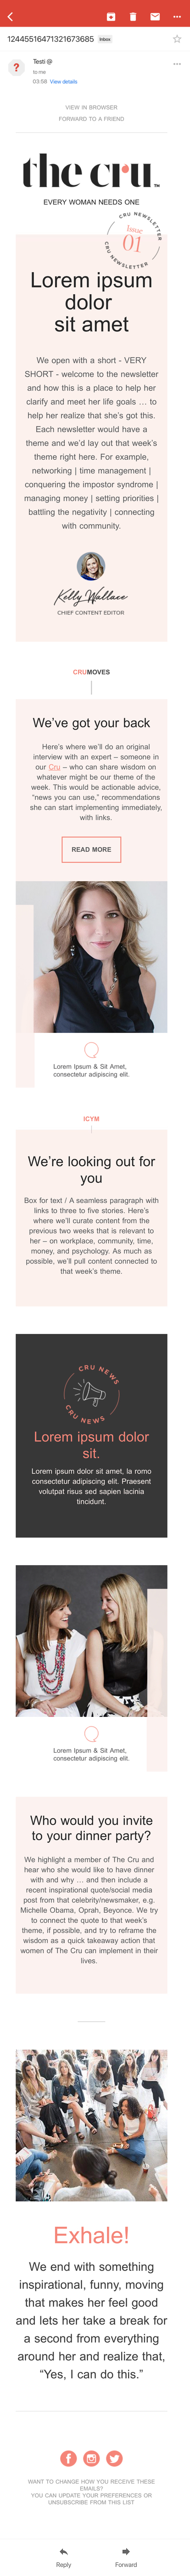 12445516471321673685 Inbox
?
Testi @
to me
03:58 View details
VIEW IN BROWSER
FORWARD TO A FRIEND
the cru™
EVERY WOMAN NEEDS ONE
CRU NEWSLETTER
Issue
01
CRU NEWSLETTER
Lorem ipsum
dolor
sit amet
We open with a short - VERY
SHORT - welcome to the newsletter
and how this is a place to help her
clarify and meet her life goals … to
help her realize that she's got this.
Each newsletter would have a
theme and we'd lay out that week's
theme right here. For example,
networking | time management |
conquering the impostor syndrome |
managing money | setting priorities |
battling the negativity | connecting
with community.
Kelly Wallace
CHIEF CONTENT EDITOR
CRUMOVES
We've got your back
Here's where we'll do an original
interview with an expert – someone in
our Cru – who can share wisdom on
whatever might be our theme of the
week. This would be actionable advice,
"news you can use," recommendations
she can start implementing immediately,
with links.
READ MORE
Lorem Ipsum & Sit Amet,
consectetur adipiscing elit.
ICYM
We're looking out for
you
Box for text / A seamless paragraph with
links to three to five stories. Here's
where we'll curate content from the
previous two weeks that is relevant to
her – on workplace, community, time,
money, and psychology. As much as
possible, we'll pull content connected to
that week's theme.
CRU NEWS
CRU NEWS
Lorem ipsum dolor
sit.
Lorem ipsum dolor sit amet, la romo
consectetur adipiscing elit. Praesent
volutpat risus sed sapien lacinia
tincidunt.
Lorem Ipsum & Sit Amet,
consectetur adipiscing elit.
Who would you invite
to your dinner party?
We highlight a member of The Cru and
hear who she would like to have dinner
with and why … and then include a
recent inspirational quote/social media
post from that celebrity/newsmaker, e.g.
Michelle Obama, Oprah, Beyonce. We try
to connect the quote to that week's
theme, if possible, and try to reframe the
wisdom as a quick takeaway action that
women of The Cru can implement in their
lives.
Exhale!
We end with something
inspirational, funny, moving
that makes her feel good
and lets her take a break for
a second from everything
around her and realize that,
"Yes, I can do this."
WANT TO CHANGE HOW YOU RECEIVE THESE
EMAILS?
YOU CAN UPDATE YOUR PREFERENCES OR
UNSUBSCRIBE FROM THIS LIST
Reply Forward